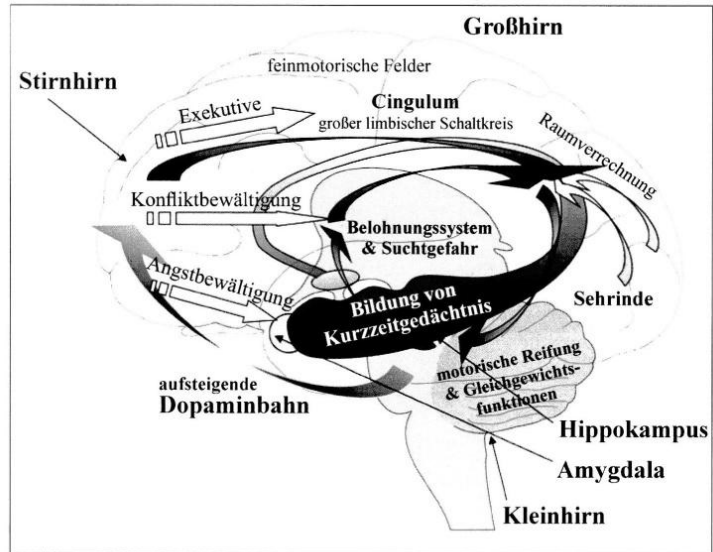 Großhirn
feinmotorische Felder
Stirnhirn
Exekutive
Cingulum
großer limbischer Schaltkreis
Raumverrechnung
Konfliktbewältigung
Belohnungssystem
& Suchtgefahr
Angstbewältigung
Sehrinde
Bildung von
Kurzzeitgedächtnis
motorische Reifung
& Gleichgewichts-
funktionen
aufsteigende
Dopaminbahn
Hippokampus
Amygdala
Kleinhirn